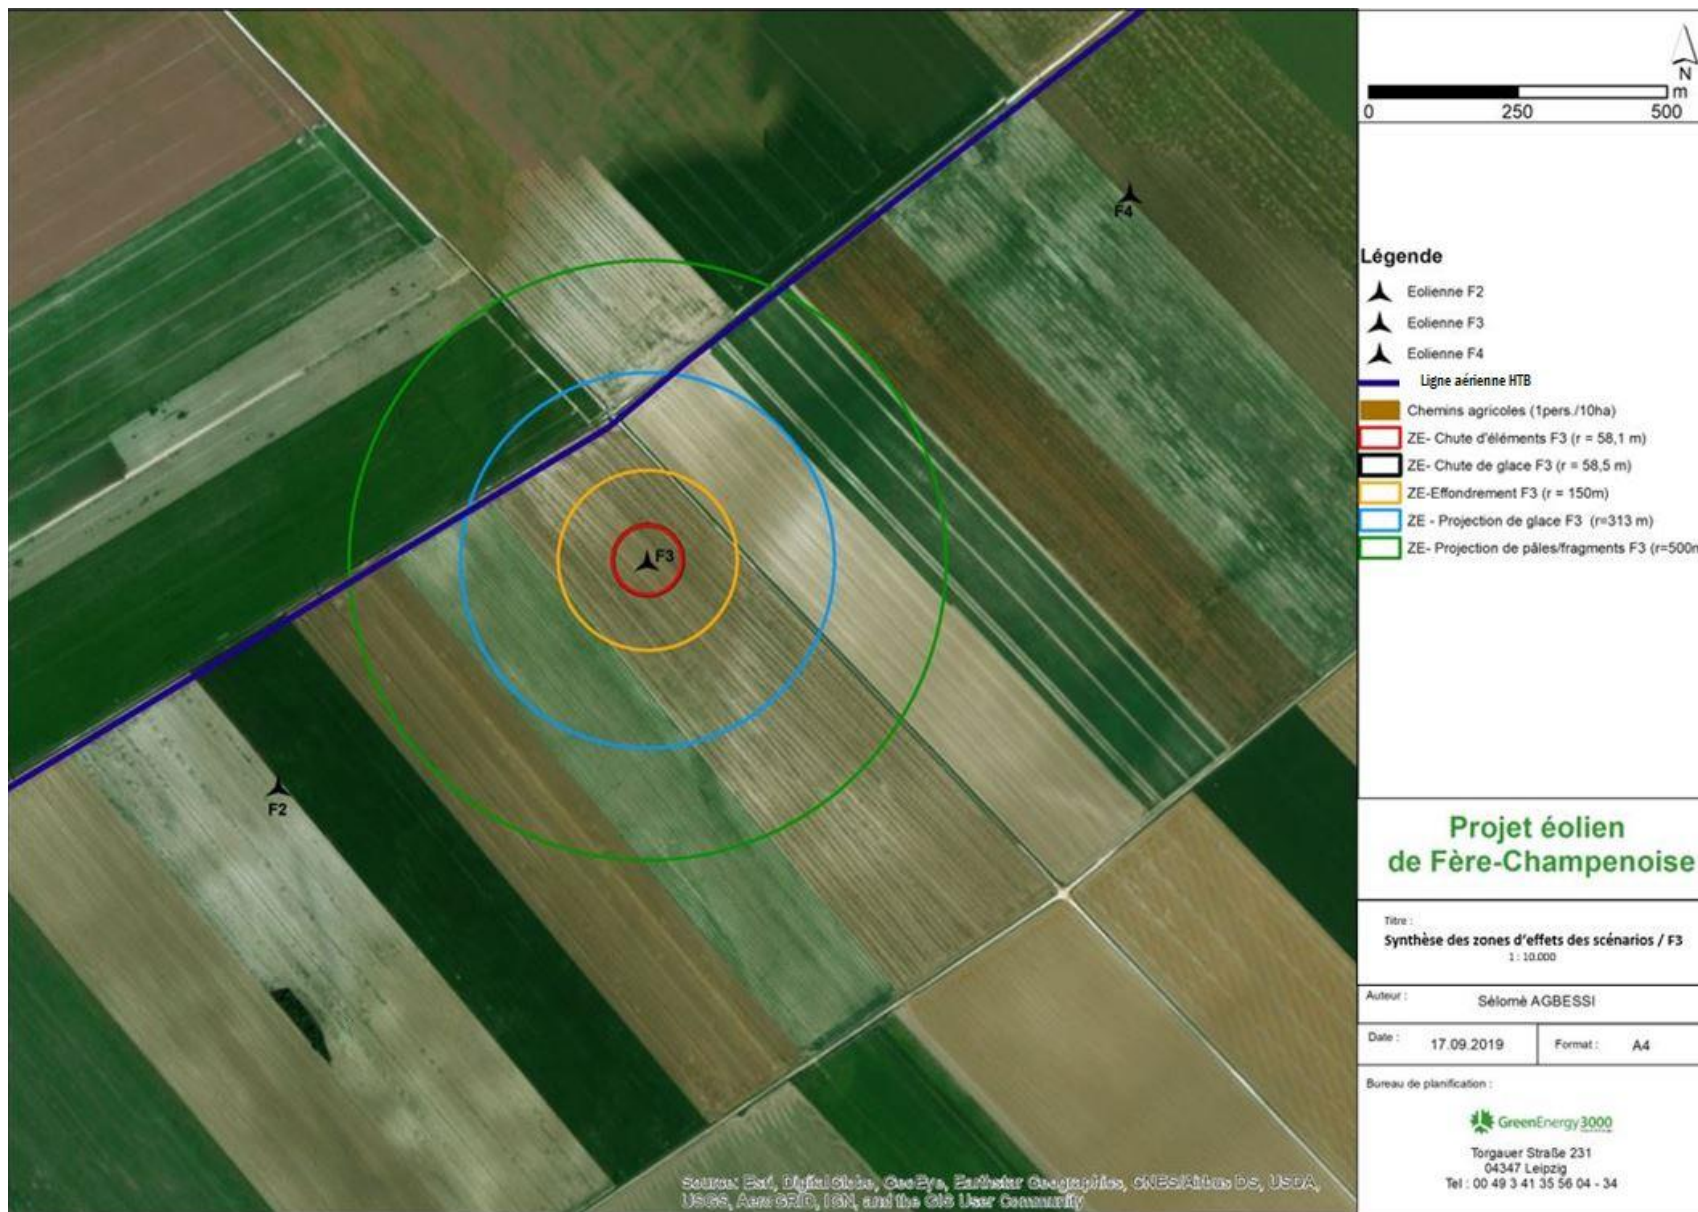 N
m
0 250 500
F4
F3
F2
Légende
Eolienne F2
Eolienne F3
Eolienne F4
Ligne aérienne HTB
Chemins agricoles (1pers./10ha)
ZE- Chute d'éléments F3 (r = 58,1 m)
ZE- Chute de glace F3 (r = 58,5 m)
ZE-Effondrement F3 (r = 150m)
ZE - Projection de glace F3 (r=313 m)
ZE- Projection de pâles/fragments F3 (r=500m
Projet éolien
de Fère-Champenoise
Titre :
Synthèse des zones d'effets des scénarios / F3
1 : 10.000
Auteur : Sèlomè AGBESSI
Date : 17.09.2019 Format : A4
Bureau de planification :
GreenEnergy3000
Torgauer Straße 231
04347 Leipzig
Tel : 00 49 3 41 35 56 04 - 34
Source: Esri, DigitalGlobe, GeoEye, Earthstar Geographics, CNES/Airbus DS, USDA,
USGS, AeroGRID, IGN, and the GIS User Community